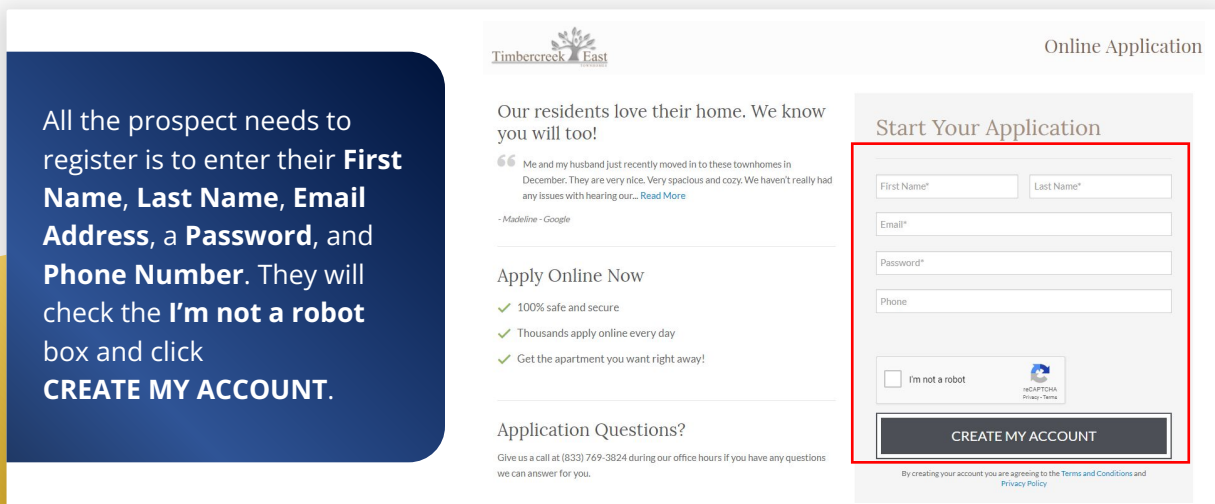 All the prospect needs to
register is to enter their First
Name, Last Name, Email
Address, a Password, and
Phone Number. They will
check the I'm not a robot
box and click
CREATE MY ACCOUNT.
Timbercreek East
Online Application
Our residents love their home. We know
you will too!
Me and my husband just recently moved in to these townhomes in
December. They are very nice. Very spacious and cozy. We haven't really had
any issues with hearing our... Read More
- Madeline - Google
Apply Online Now
100% safe and secure
Thousands apply online every day
Get the apartment you want right away!
Application Questions?
Give us a call at (833) 769-3824 during our office hours if you have any questions
we can answer for you.
Start Your Application
First Name* Last Name*
Email*
Password*
Phone
I'm not a robot
reCAPTCHA
Privacy - Terms
CREATE MY ACCOUNT
By creating your account you are agreeing to the Terms and Conditions and
Privacy Policy